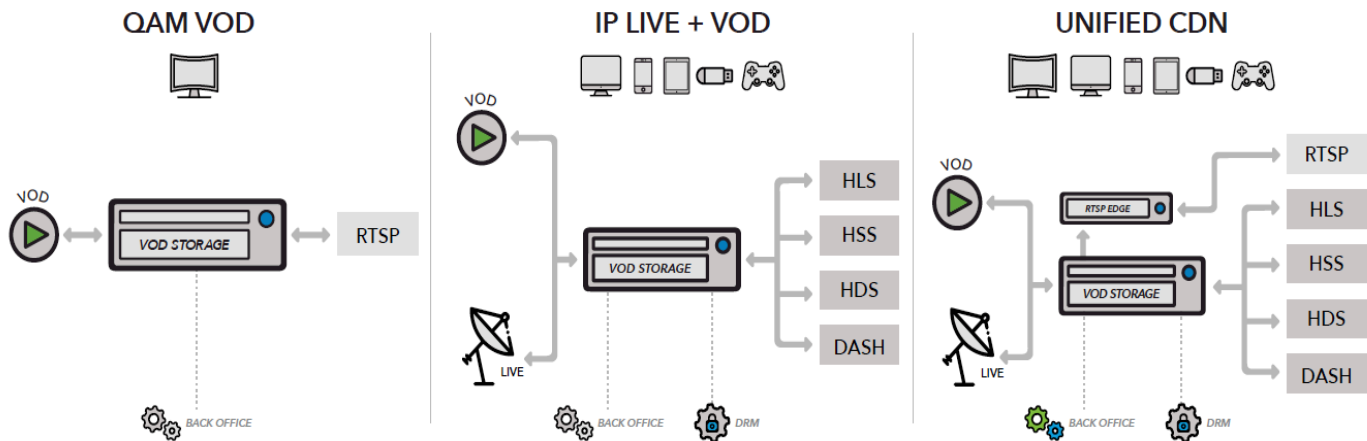 QAM VOD
VOD
VOD STORAGE
RTSP
BACK OFFICE
IP LIVE + VOD
VOD
HLS
HSS
VOD STORAGE
HDS
DASH
LIVE
BACK OFFICE
DRM
UNIFIED CDN
RTSP
VOD
RTSP EDGE
HLS
HSS
VOD STORAGE
HDS
LIVE
DASH
BACK OFFICE
DRM